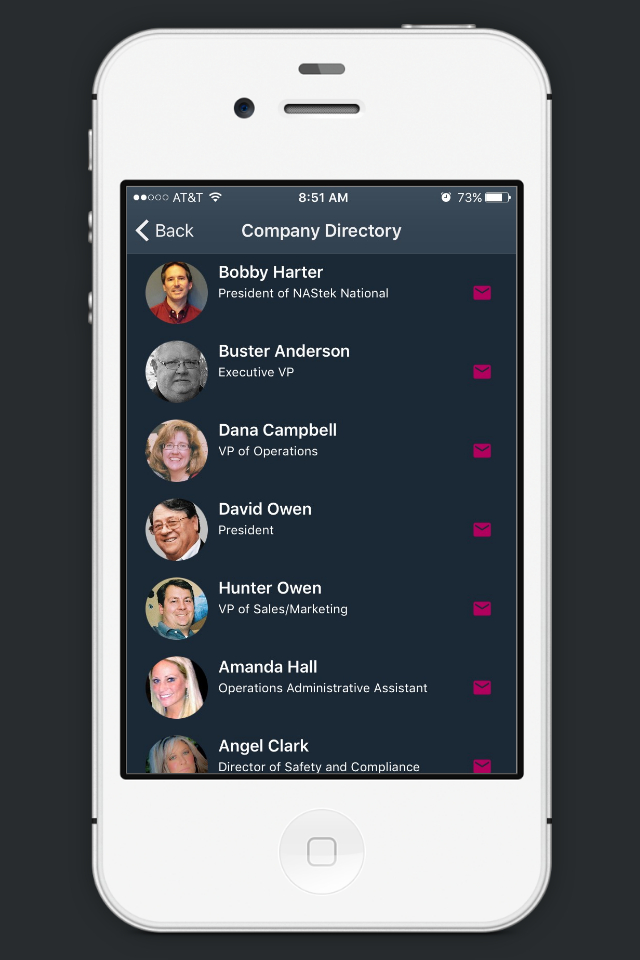 AT&T 8:51 AM 73%
Back Company Directory
Bobby Harter
President of NAStek National
Buster Anderson
Executive VP
Dana Campbell
VP of Operations
David Owen
President
Hunter Owen
VP of Sales/Marketing
Amanda Hall
Operations Administrative Assistant
Angel Clark
Director of Safety and Compliance